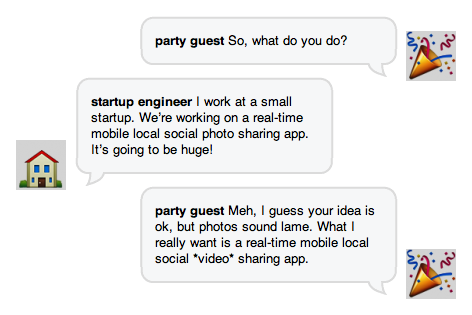 party guest So, what do you do?
startup engineer I work at a small
startup. We're working on a real-time
mobile local social photo sharing app.
It's going to be huge!
party guest Meh, I guess your idea is
ok, but photos sound lame. What I
really want is a real-time mobile local
social *video* sharing app.